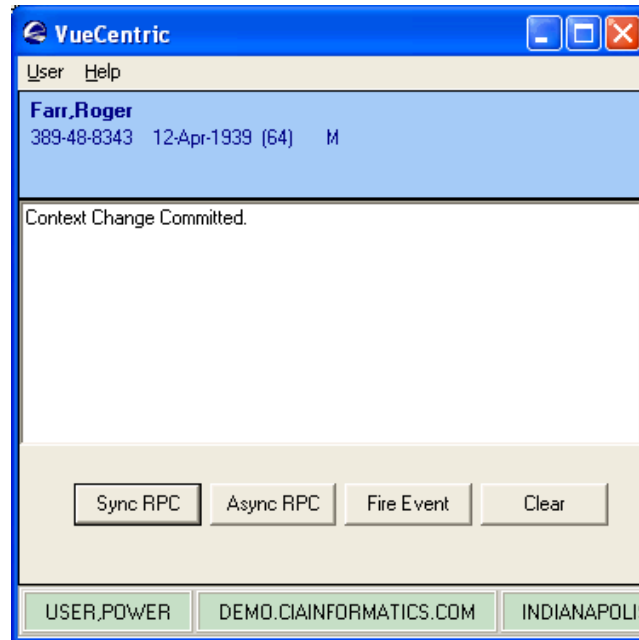 VueCentric
User Help
Farr,Roger
389-48-8343 12-Apr-1939 (64) M
Context Change Committed.
Sync RPC Async RPC Fire Event Clear
USER,POWER DEMO.CIAINFORMATICS.COM INDIANAPOLI